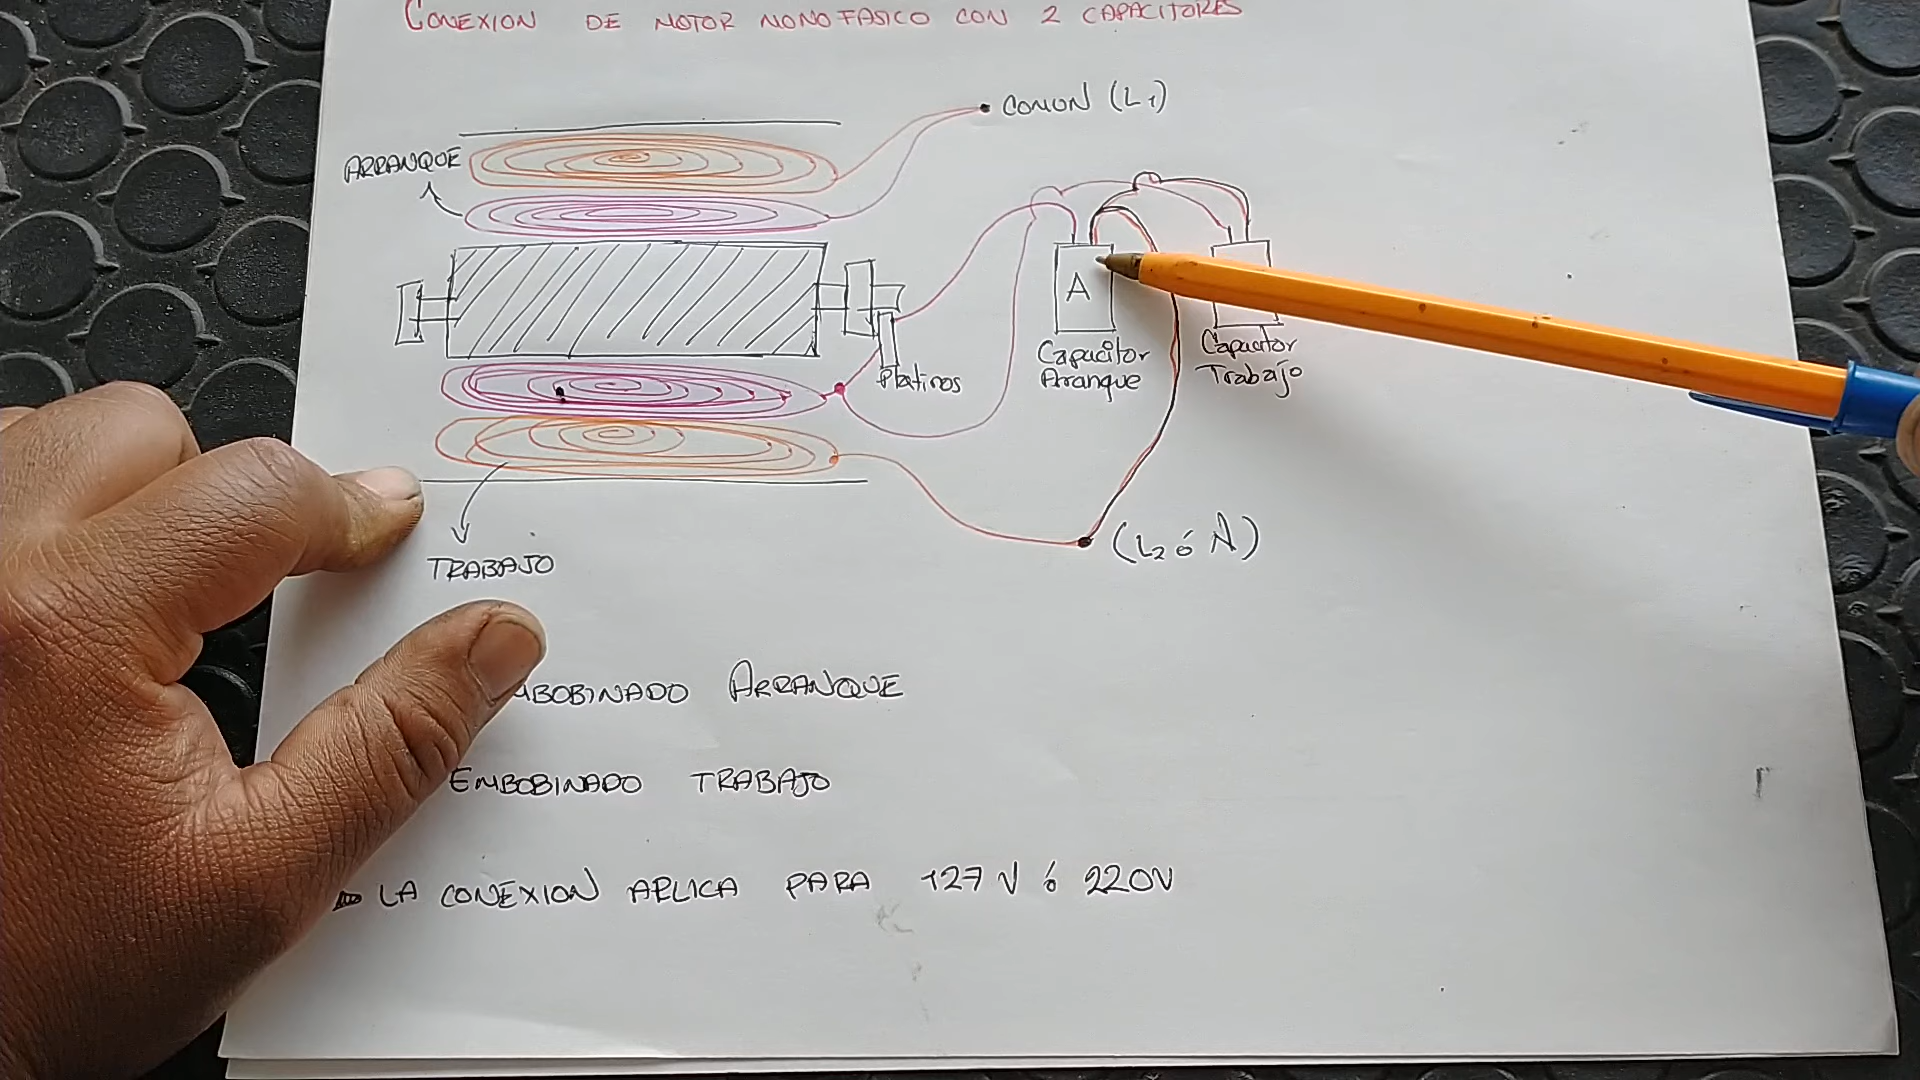 CONEXION DE MOTOR MONOFASICO CON 2 CAPACITORES
COMUN (L1)
ARRANQUE
A
Platinos
Capacitor
Arranque
Capacitor
Trabajo
(L2 ó N)
TRABAJO
ARRANQUE
EMBOBINADO TRABAJO
LA CONEXION APLICA PARA 127 V ó 220V